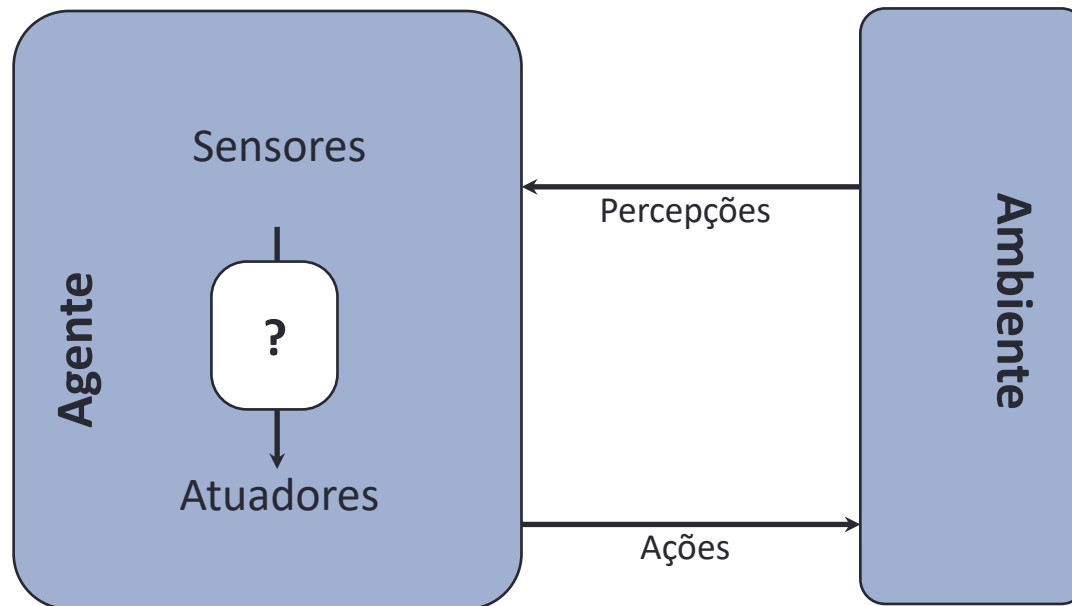 Sensores
Percepções
Agente
?
Ambiente
Atuadores
Ações